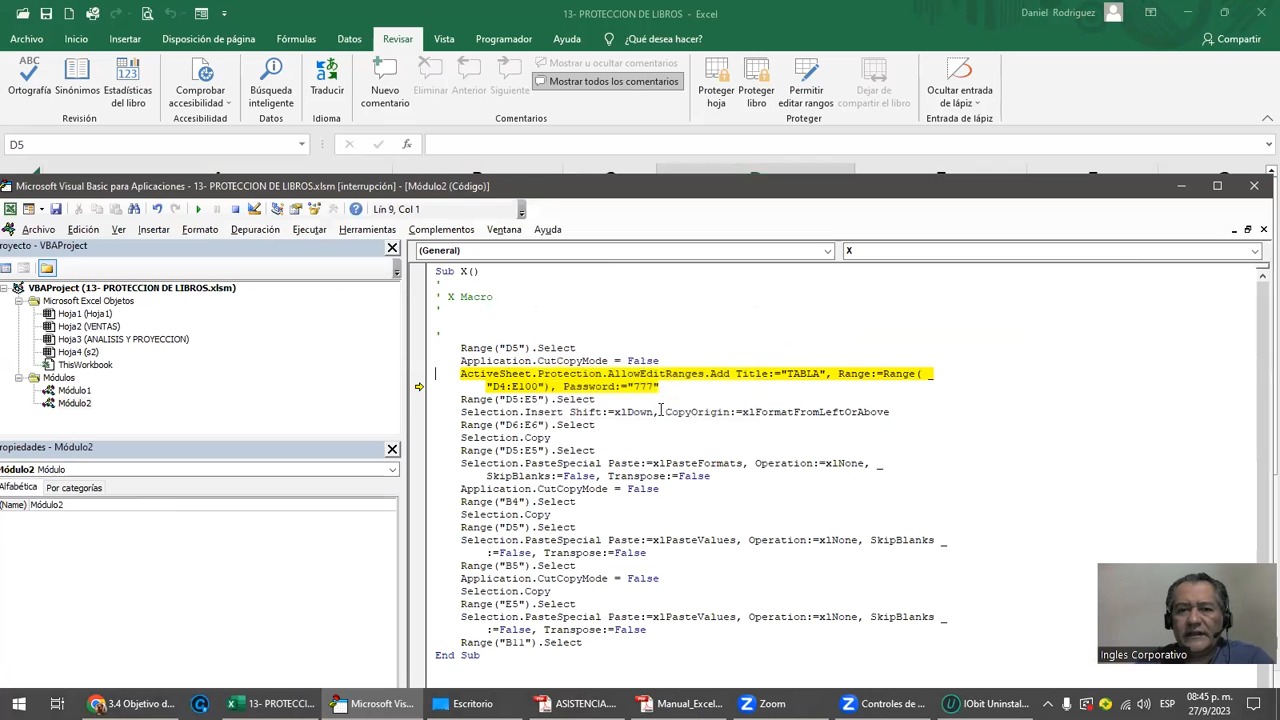 13- PROTECCION DE LIBROS - Excel
Daniel Rodriguez
Archivo Inicio Insertar Disposición de página Fórmulas Datos Revisar Vista Programador Ayuda ¿Qué desea hacer? Compartir
Ortografía
Sinónimos
Estadísticas del libro
Revisión
Comprobar accesibilidad
Accesibilidad
Búsqueda inteligente
Datos
Traducir
Idioma
Nuevo comentario
Eliminar
Anterior
Siguiente
Mostrar u ocultar comentarios
Mostrar todos los comentarios
Comentarios
Proteger hoja
Proteger libro
Permitir editar rangos
Dejar de compartir el libro
Proteger
Ocultar entrada de lápiz
Entrada de lápiz
D5
Microsoft Visual Basic para Aplicaciones - 13- PROTECCION DE LIBROS.xlsm [interrupción] - [Módulo2 (Código)]
Lín 9, Col 1
Archivo Edición Ver Insertar Formato Depuración Ejecutar Herramientas Complementos Ventana Ayuda
royecto - VBAProject
VBAProject (13- PROTECCION DE LIBROS.xlsm)
Microsoft Excel Objetos
Hoja1 (Hoja1)
Hoja2 (VENTAS)
Hoja3 (ANALISIS Y PROYECCION)
Hoja4 (s2)
ThisWorkbook
Módulos
Módulo1
Módulo2
ropiedades - Módulo2
Módulo2 Módulo
Alfabética Por categorías
(Name) Módulo2
(General) X
Sub X()
'
' X Macro
'
'
Range("D5").Select
Application.CutCopyMode = False
ActiveSheet.Protection.AllowEditRanges.Add Title:="TABLA", Range:=Range( _
"D4:E100"), Password:="777"
Range("D5:E5").Select
Selection.Insert Shift:=xlDown, CopyOrigin:=xlFormatFromLeftOrAbove
Range("D6:E6").Select
Selection.Copy
Range("D5:E5").Select
Selection.PasteSpecial Paste:=xlPasteFormats, Operation:=xlNone, _
SkipBlanks:=False, Transpose:=False
Application.CutCopyMode = False
Range("B4").Select
Selection.Copy
Range("D5").Select
Selection.PasteSpecial Paste:=xlPasteValues, Operation:=xlNone, SkipBlanks _
:=False, Transpose:=False
Range("B5").Select
Application.CutCopyMode = False
Selection.Copy
Range("E5").Select
Selection.PasteSpecial Paste:=xlPasteValues, Operation:=xlNone, SkipBlanks _
:=False, Transpose:=False
Range("B11").Select
End Sub
Ingles Corporativo
3.4 Objetivo d... 13- PROTECCION... Microsoft Vis... Escritorio ASISTENCIA.... Manual_Exce... Zoom Controles de ... IObit Uninstal... ESP
08:45 p. m.
27/9/2023